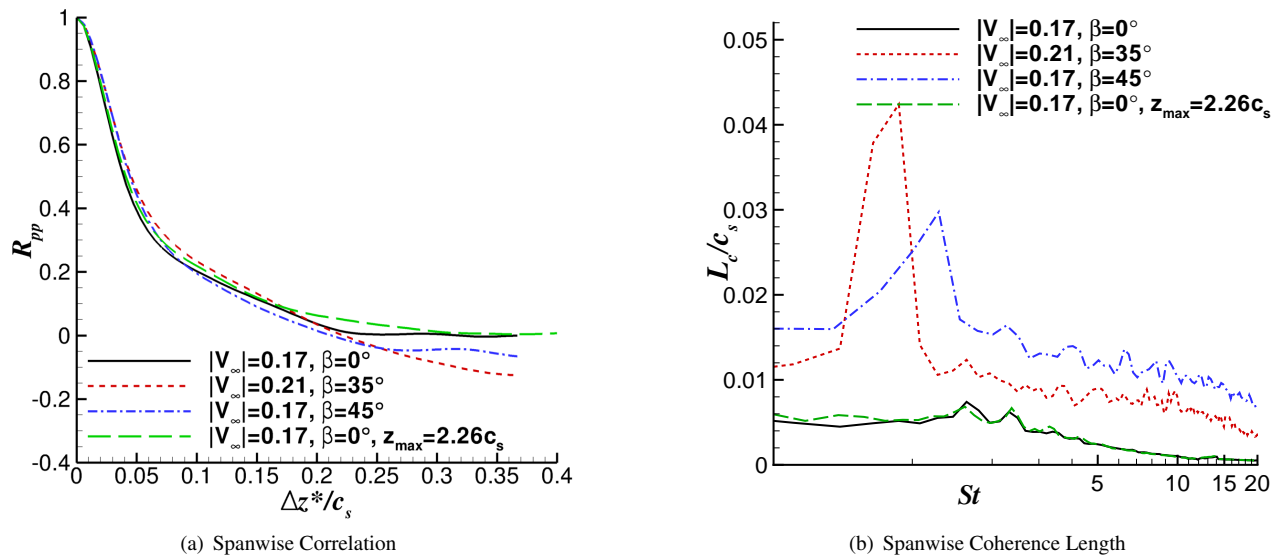 1
0.8
0.6
0.4
0.2
0
-0.2
-0.4
R_pp
|V∞|=0.17, β=0°
|V∞|=0.21, β=35°
|V∞|=0.17, β=45°
|V∞|=0.17, β=0°, z_max=2.26c_s
0 0.05 0.1 0.15 0.2 0.25 0.3 0.35 0.4
Δz*/c_s
(a) Spanwise Correlation
|V∞|=0.17, β=0°
|V∞|=0.21, β=35°
|V∞|=0.17, β=45°
|V∞|=0.17, β=0°, z_max=2.26c_s
0.05
0.04
0.03
0.02
0.01
0
L_c/c_s
5 10 15 20
St
(b) Spanwise Coherence Length